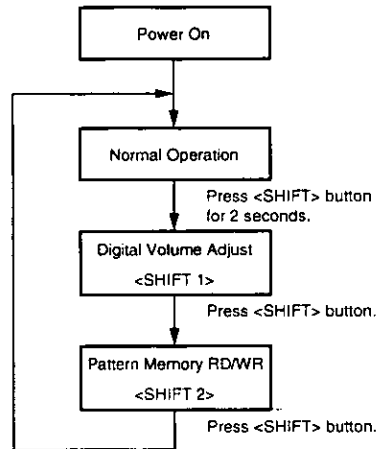 Power On
Normal Operation
Press <SHIFT> button
for 2 seconds.
Digital Volume Adjust
<SHIFT 1>
Press <SHIFT> button.
Pattern Memory RD/WR
<SHIFT 2>
Press <SHIFT> button.